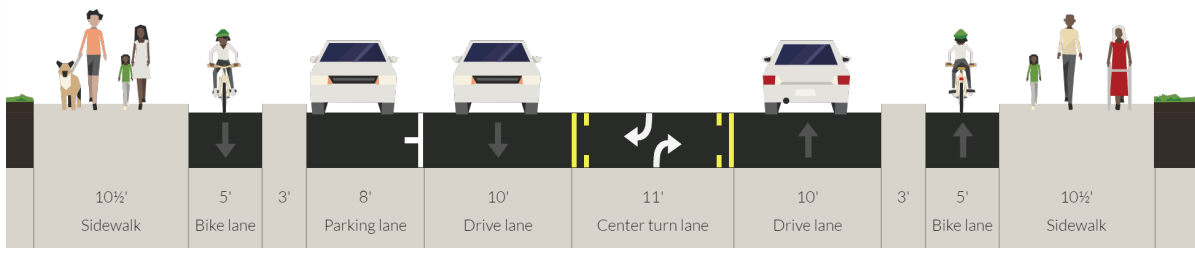 10½'
Sidewalk
5'
Bike lane
3'
8'
Parking lane
10'
Drive lane
11'
Center turn lane
10'
Drive lane
3'
5'
Bike lane
10½'
Sidewalk